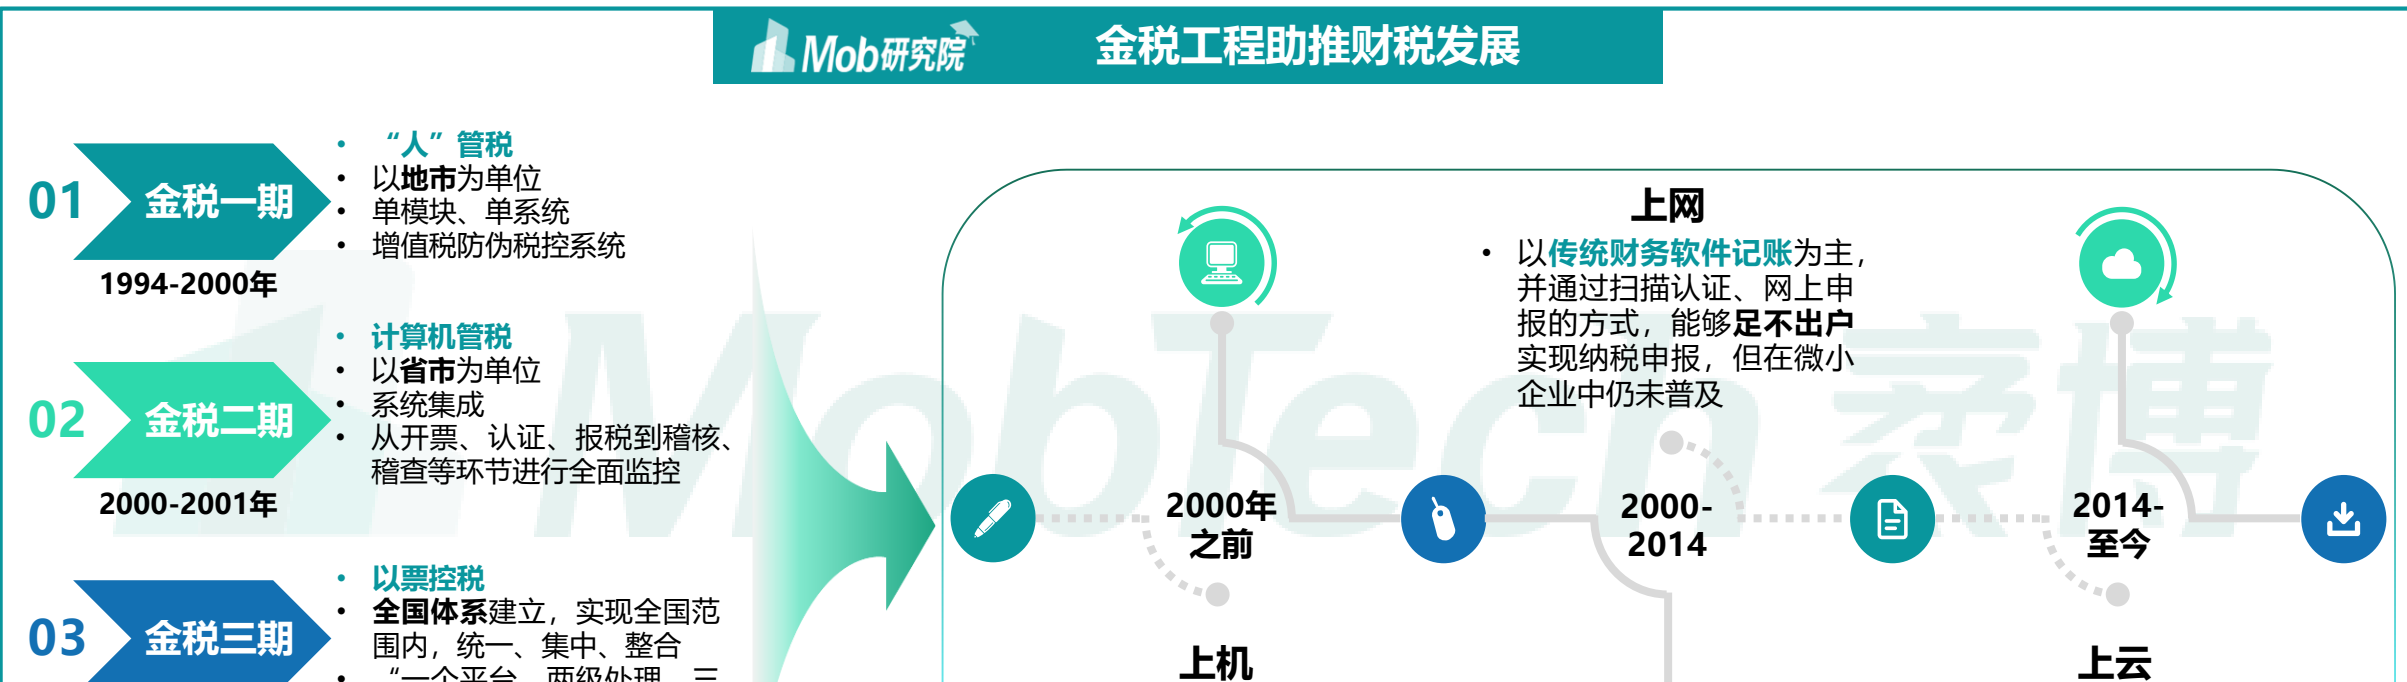 Mob研究院
金税工程助推财税发展
01
金税一期
1994-2000年
• “人”管税
• 以地市为单位
• 单模块、单系统
• 增值税防伪税控系统
02
金税二期
2000-2001年
• 计算机管税
• 以省市为单位
• 系统集成
• 从开票、认证、报税到稽核、
稽查等环节进行全面监控
03
金税三期
• 以票控税
• 全国体系建立，实现全国范
围内，统一、集中、整合
• “一个平台、两级处理、三
上网
• 以传统财务软件记账为主，
并通过扫描认证、网上申
报的方式，能够足不出户
实现纳税申报，但在微小
企业中仍未普及
2000年
之前
2000-
2014
2014-
至今
上机
上云
MobTech 袤博